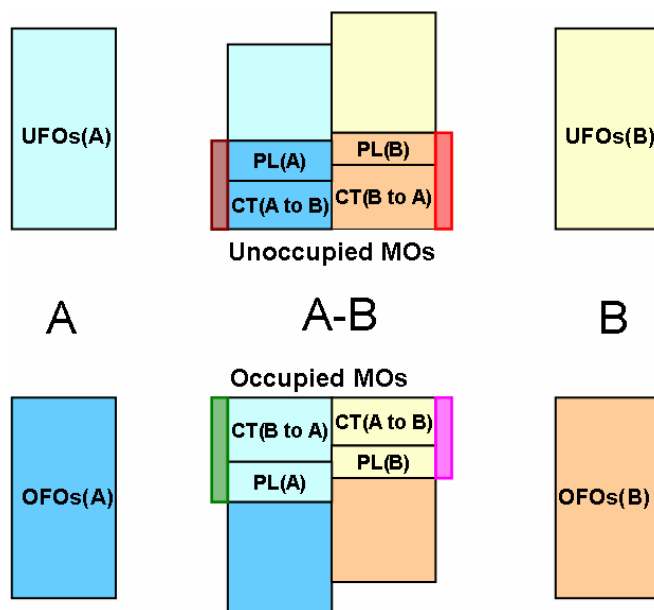 UFOs(A)
PL(A)
PL(B)
UFOs(B)
CT(A to B)
CT(B to A)
Unoccupied MOs
A
A-B
B
Occupied MOs
CT(B to A)
CT(A to B)
PL(A)
PL(B)
OFOs(A)
OFOs(B)